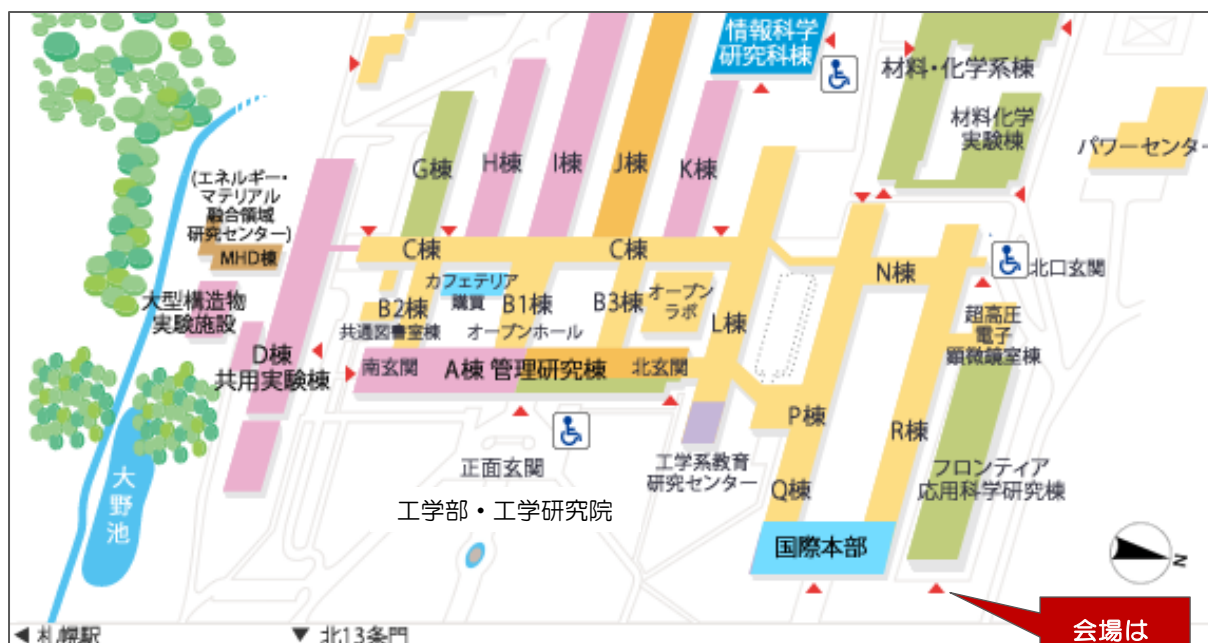 情報科学
研究科棟
材料・化学系棟
材料化学
実験棟
パワーセンター
G棟
H棟
I棟
J棟
K棟
(エネルギー・
マテリアル
融合領域
研究センター)
MHD棟
C棟
C棟
N棟
北口玄関
カフェテリア
購買
B2棟
共通図書室棟
B1棟
オープンホール
B3棟
オープン
ラボ
L棟
超高圧
電子
顕微鏡室棟
大型構造物
実験施設
D棟
共用実験棟
南玄関
A棟 管理研究棟
北玄関
P棟
R棟
正面玄関
工学系教育
研究センター
Q棟
フロンティア
応用科学研究棟
大野池
工学部・工学研究院
国際本部
N
会場は
◀札幌駅
▼ 北13条門